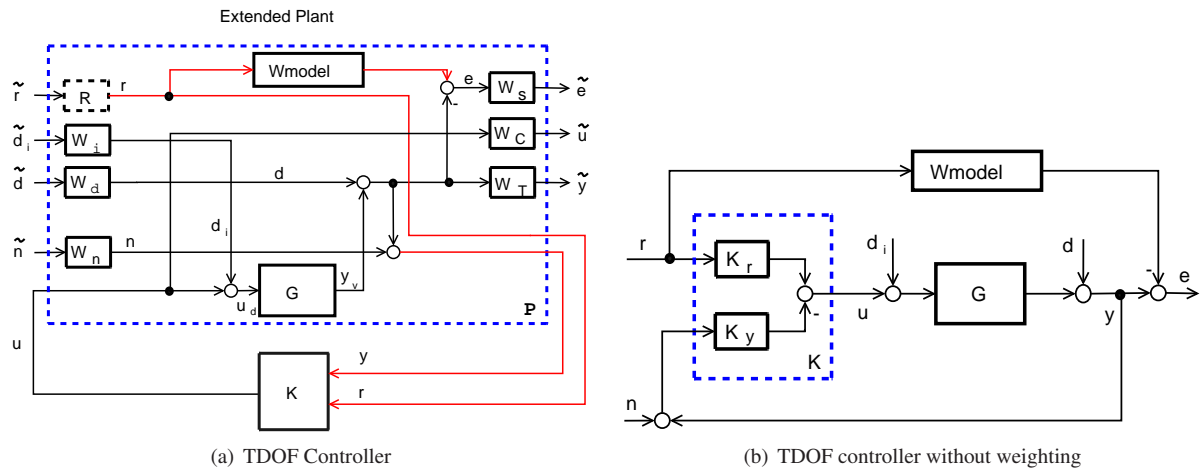 Extended Plant
r̃
R
r
Wmodel
e
W_s
ẽ
-
d̃_i
W_i
W_C
ũ
d̃
W_d
d
W_T
ỹ
ñ
W_n
n
d_i
u_d
G
y_v
P
u
K
y
r
(a) TDOF Controller
Wmodel
r
K_r
d_i
d
-
e
u
G
y
-
K_y
K
n
(b) TDOF controller without weighting